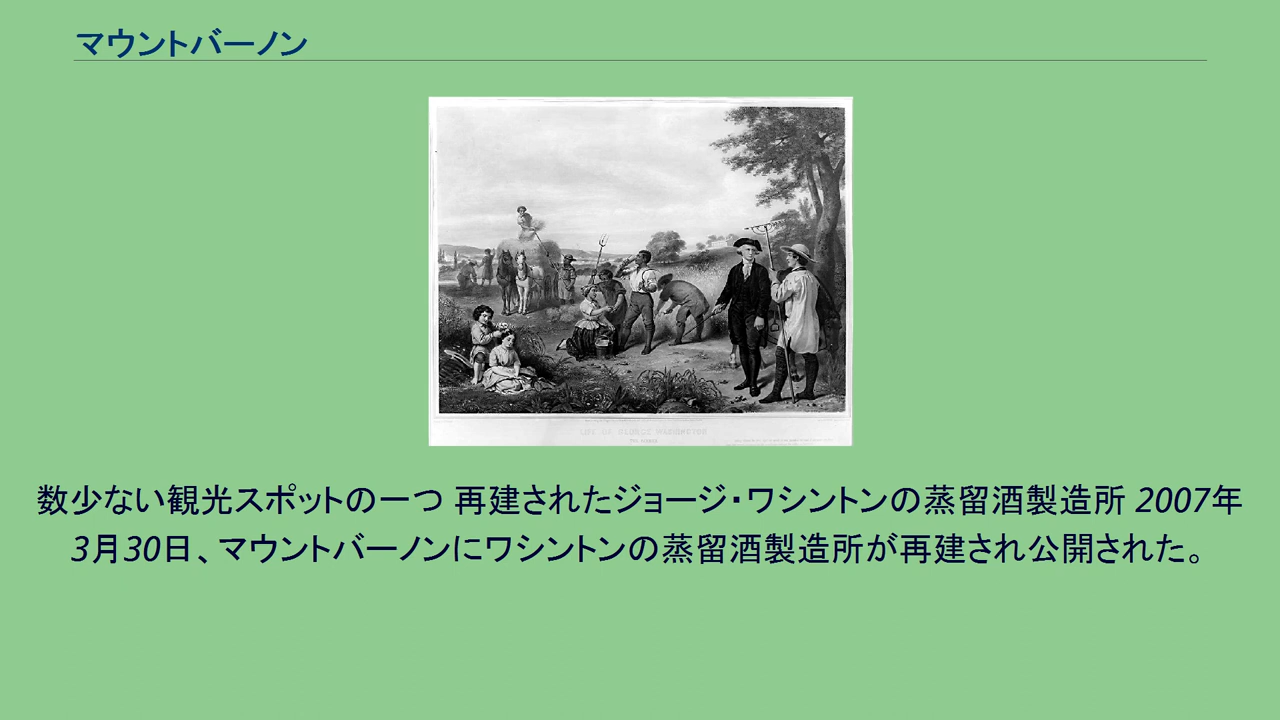 マウントバーノン
LIFE OF GEORGE WASHINGTON
数少ない観光スポットの一つ 再建されたジョージ・ワシントンの蒸留酒製造所 2007年
3月30日、マウントバーノンにワシントンの蒸留酒製造所が再建され公開された。